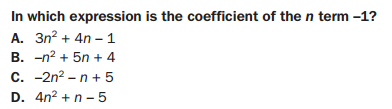 In which expression is the coefficient of the n term –1?
A. 3n² + 4n – 1
B. –n² + 5n + 4
C. –2n² – n + 5
D. 4n² + n – 5